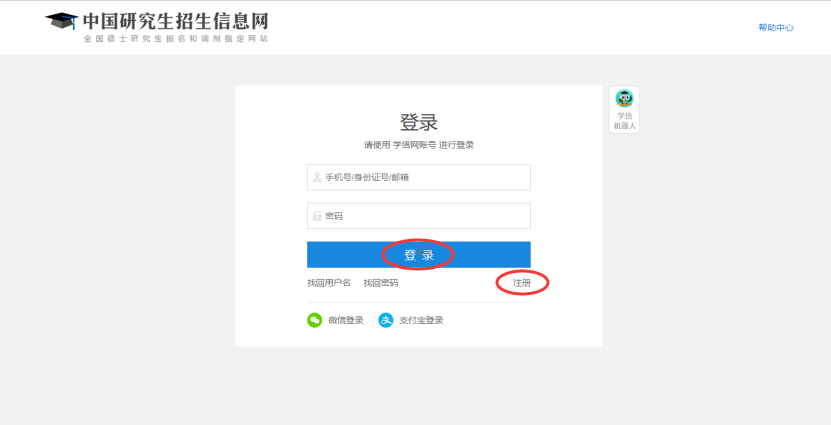 中国研究生招生信息网
全国硕士研究生报名和调剂指定网站
帮助中心
登录
请使用 学信网账号 进行登录
手机号/身份证号/邮箱
密码
登 录
找回用户名 找回密码 注册
微信登录 支付宝登录
学信
机器人